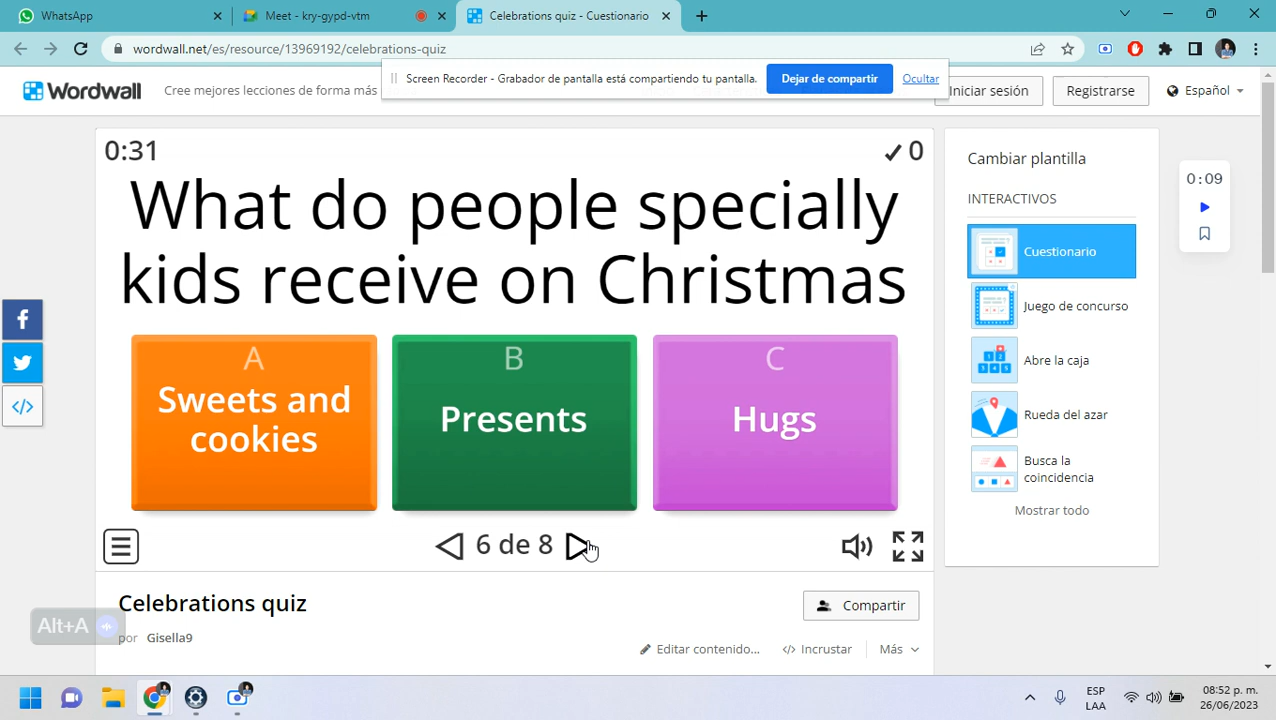 WhatsApp
Meet - kry-gypd-vtm
Celebrations quiz - Cuestionario
wordwall.net/es/resource/13969192/celebrations-quiz
Screen Recorder - Grabador de pantalla está compartiendo tu pantalla.
Dejar de compartir
Ocultar
Wordwall
Cree mejores lecciones de forma más
Iniciar sesión
Registrarse
Español
0:31
0
What do people specially
kids receive on Christmas
A
Sweets and
cookies
B
Presents
C
Hugs
6 de 8
Celebrations quiz
por Gisella9
Compartir
Editar contenido...
Incrustar
Más
Alt+A
Cambiar plantilla
INTERACTIVOS
Cuestionario
Juego de concurso
Abre la caja
Rueda del azar
Busca la
coincidencia
Mostrar todo
0:09
ESP
LAA
08:52 p. m.
26/06/2023